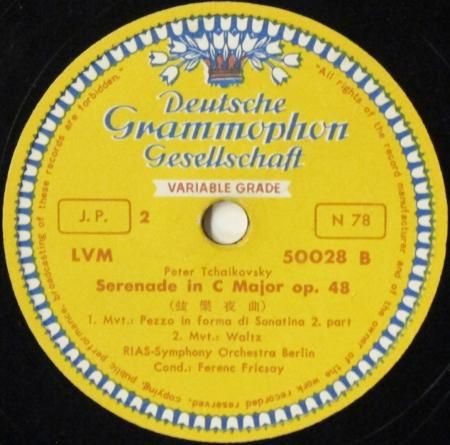 Deutsche
Grammophon
Gesellschaft
VARIABLE GRADE
J. P. 2
N 78
LVM
50028 B
Peter Tchaikovsky
Serenade in C Major op. 48
(弦樂夜曲)
1. Mvt.: Pezzo in forma di Sonatina 2. part
2. Mvt.: Waltz
RIAS-Symphony Orchestra Berlin
Cond.: Ferenc Fricsay
"All rights of the record manufacturer and of the owner of the work recorded reserved, copying, public performance, broadcasting of these records are forbidden."